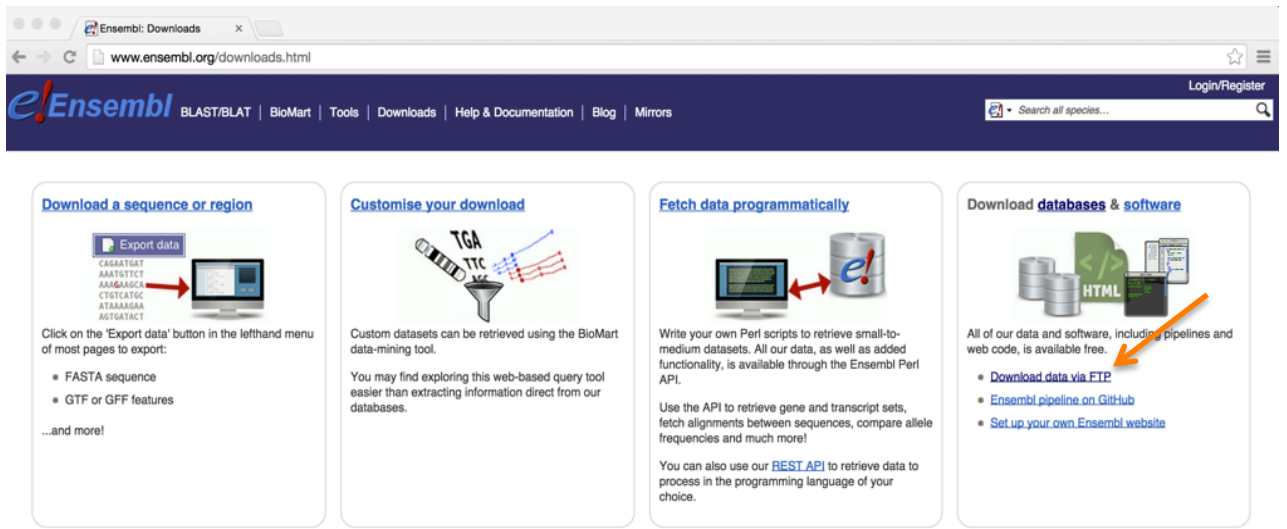 Ensembl: Downloads
www.ensembl.org/downloads.html
Login/Register
e!Ensembl BLAST/BLAT | BioMart | Tools | Downloads | Help & Documentation | Blog | Mirrors
Search all species...
Download a sequence or region
Export data
CAGAATGAT
AAATGTTCT
AAAGAAGCA
CTGTCATGC
ATAAAAGAA
AGTGATACT
Click on the 'Export data' button in the lefthand menu
of most pages to export:
FASTA sequence
GTF or GFF features
...and more!
Customise your download
TGA
TTC
AGC
Custom datasets can be retrieved using the BioMart
data-mining tool.
You may find exploring this web-based query tool
easier than extracting information direct from our
databases.
Fetch data programmatically
e!
Write your own Perl scripts to retrieve small-to-
medium datasets. All our data, as well as added
functionality, is available through the Ensembl Perl
API.
Use the API to retrieve gene and transcript sets,
fetch alignments between sequences, compare allele
frequencies and much more!
You can also use our REST API to retrieve data to
process in the programming language of your
choice.
Download databases & software
</>
HTML
All of our data and software, including pipelines and
web code, is available free.
Download data via FTP
Ensembl pipeline on GitHub
Set up your own Ensembl website